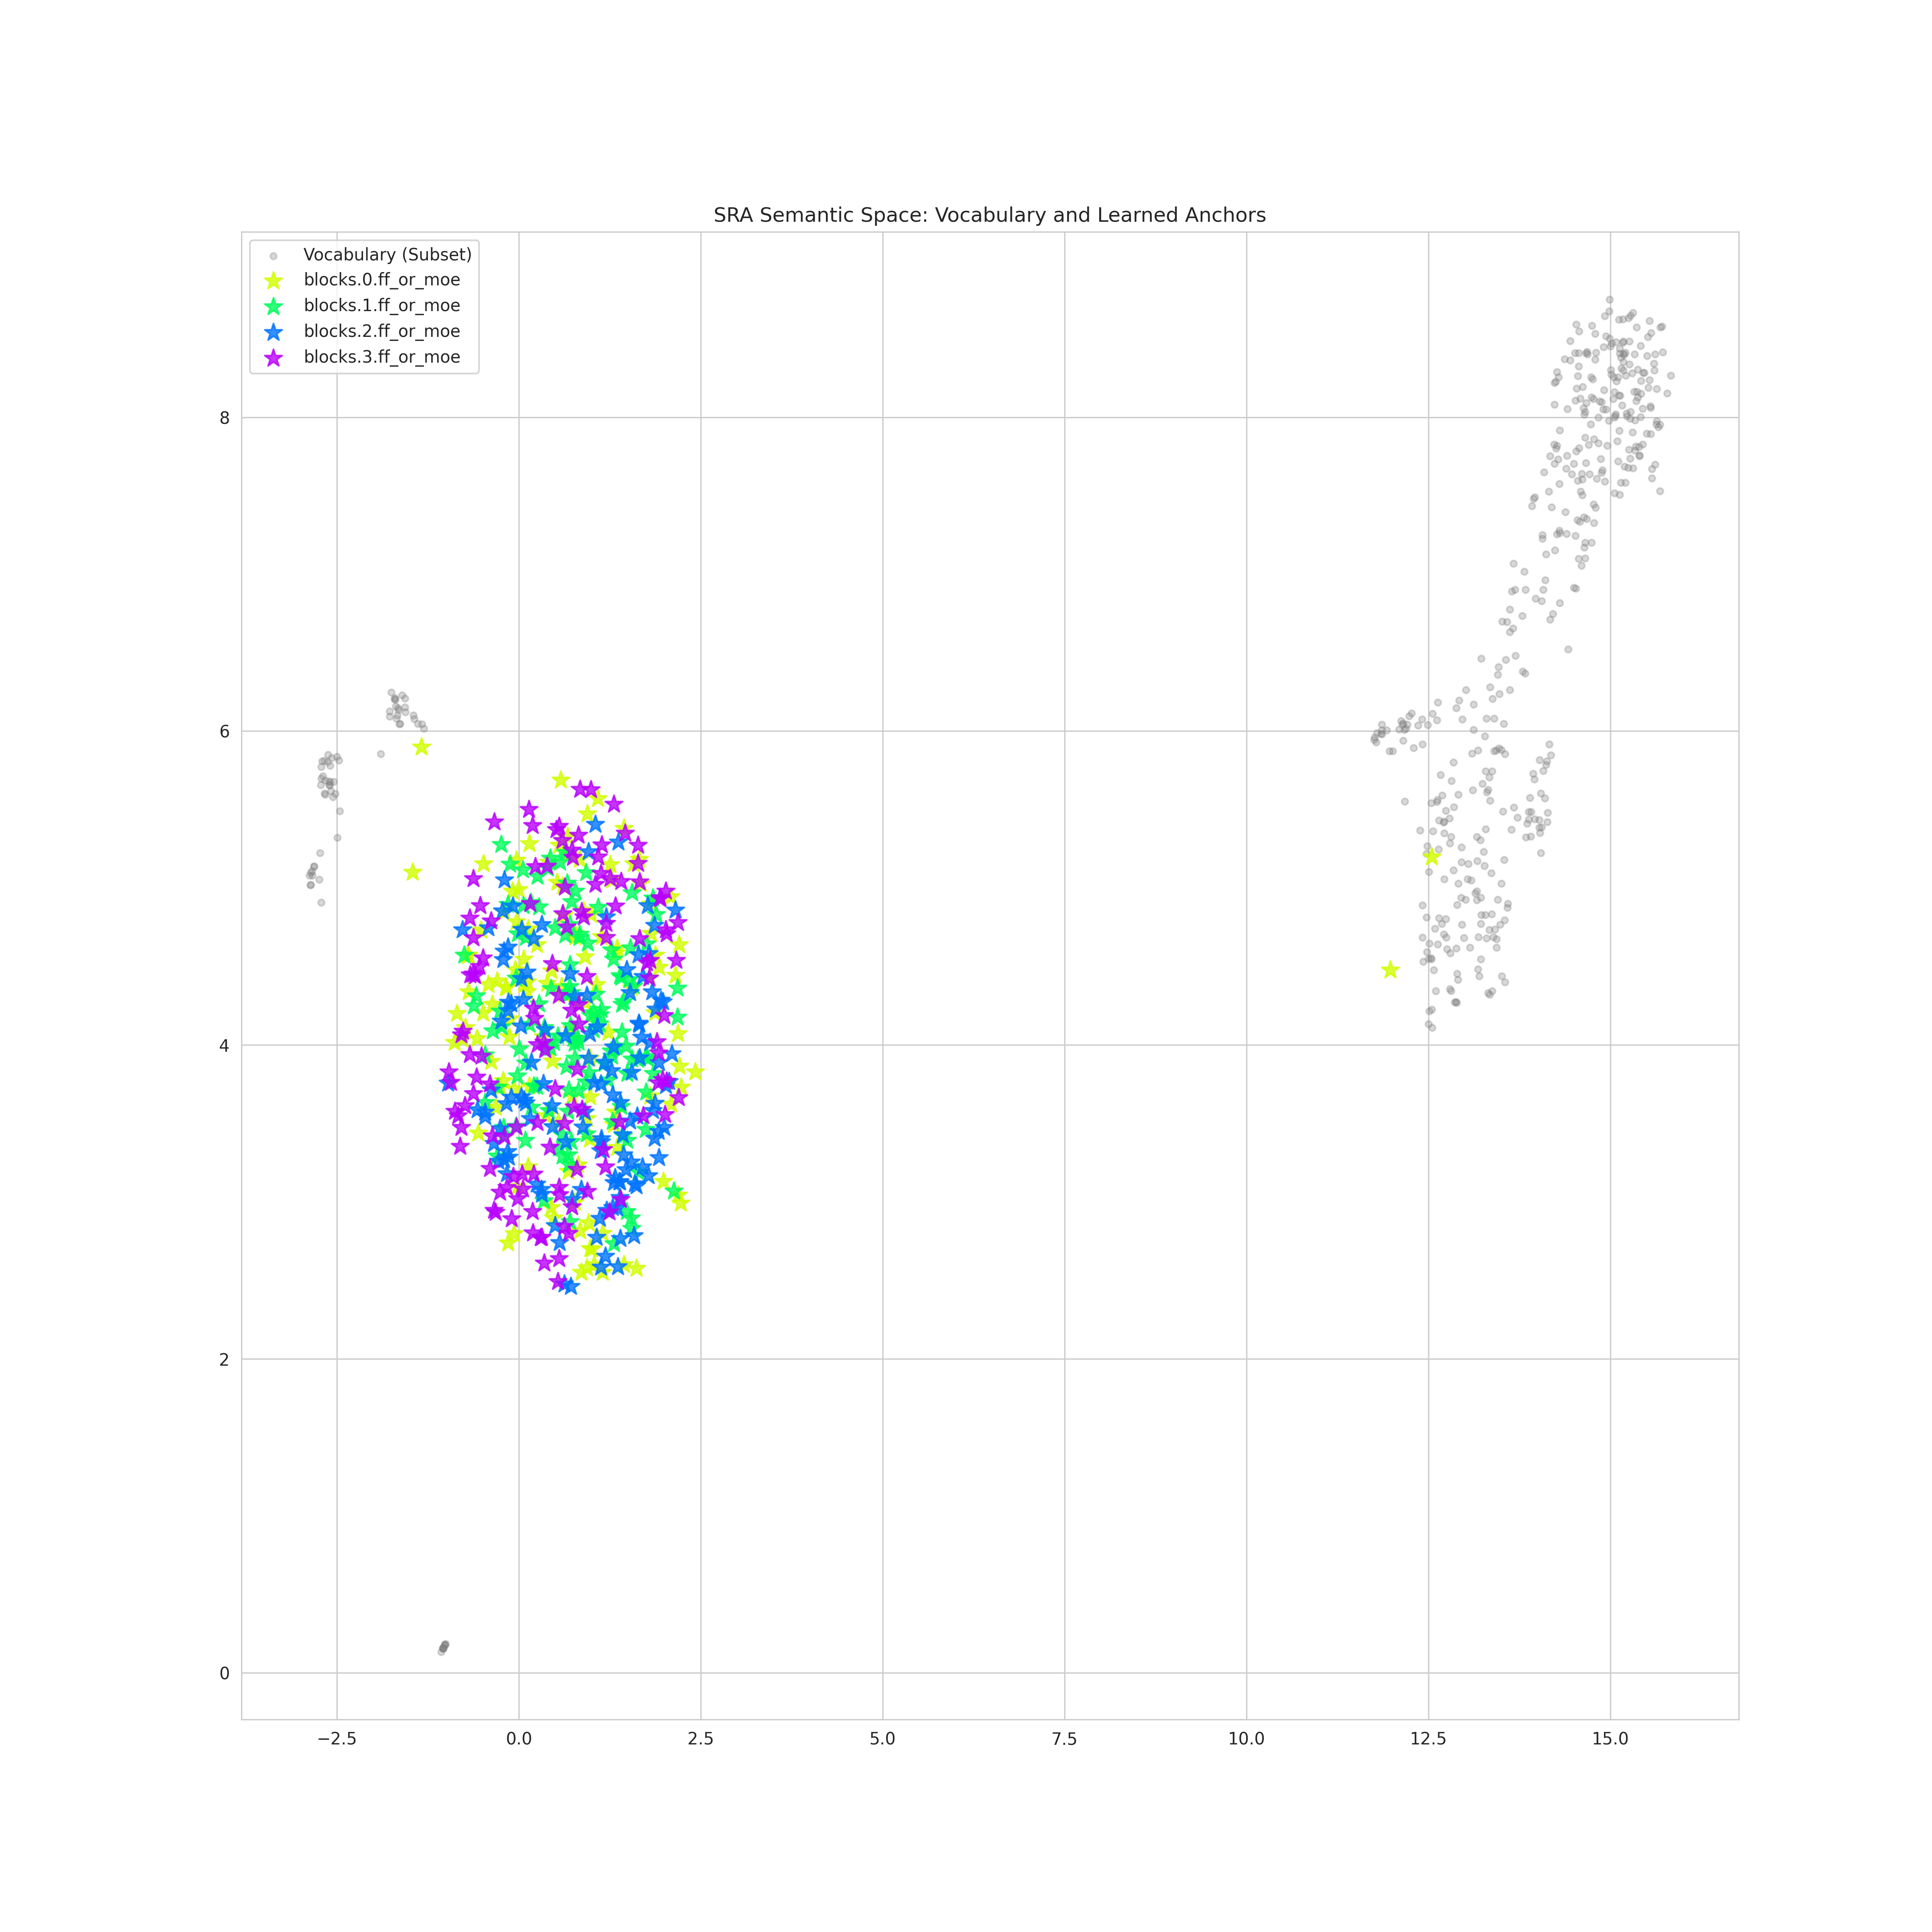 SRA Semantic Space: Vocabulary and Learned Anchors
Vocabulary (Subset)
blocks.0.ff_or_moe
blocks.1.ff_or_moe
blocks.2.ff_or_moe
blocks.3.ff_or_moe
8
6
4
2
0
−2.5 0.0 2.5 5.0 7.5 10.0 12.5 15.0